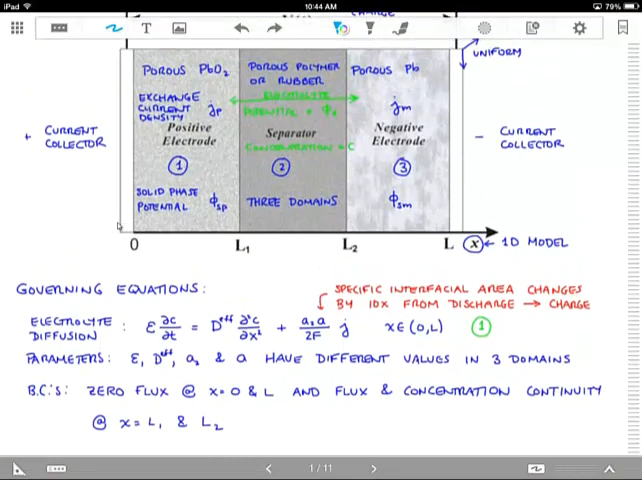 iPad
10:44 AM
79%
CHARGE
UNIFORM
POROUS PbO2
POROUS POLYMER
OR RUBBER
POROUS Pb
EXCHANGE
CURRENT
DENSITY
jp
ELECTROLYTE
POTENTIAL =
jm
+ CURRENT
COLLECTOR
Positive
Electrode
Separator
CONCENTRATION = C
Negative
Electrode
- CURRENT
COLLECTOR
1
2
3
SOLID PHASE
POTENTIAL
ϕsp
THREE DOMAINS
ϕsm
0
L1
L2
L
x ← 1D MODEL
GOVERNING EQUATIONS:
SPECIFIC INTERFACIAL AREA CHANGES
BY 10X FROM DISCHARGE → CHARGE
ELECTROLYTE
DIFFUSION : ε ∂c/∂t = D^eff ∂²c/∂x² + a₂a/2F j x∈(0,L) 1
PARAMETERS: ε, D^eff, a₂ & a HAVE DIFFERENT VALUES IN 3 DOMAINS
B.C.'S: ZERO FLUX @ x=0 & L AND FLUX & CONCENTRATION CONTINUITY
@ x = L1 & L2
1 / 11